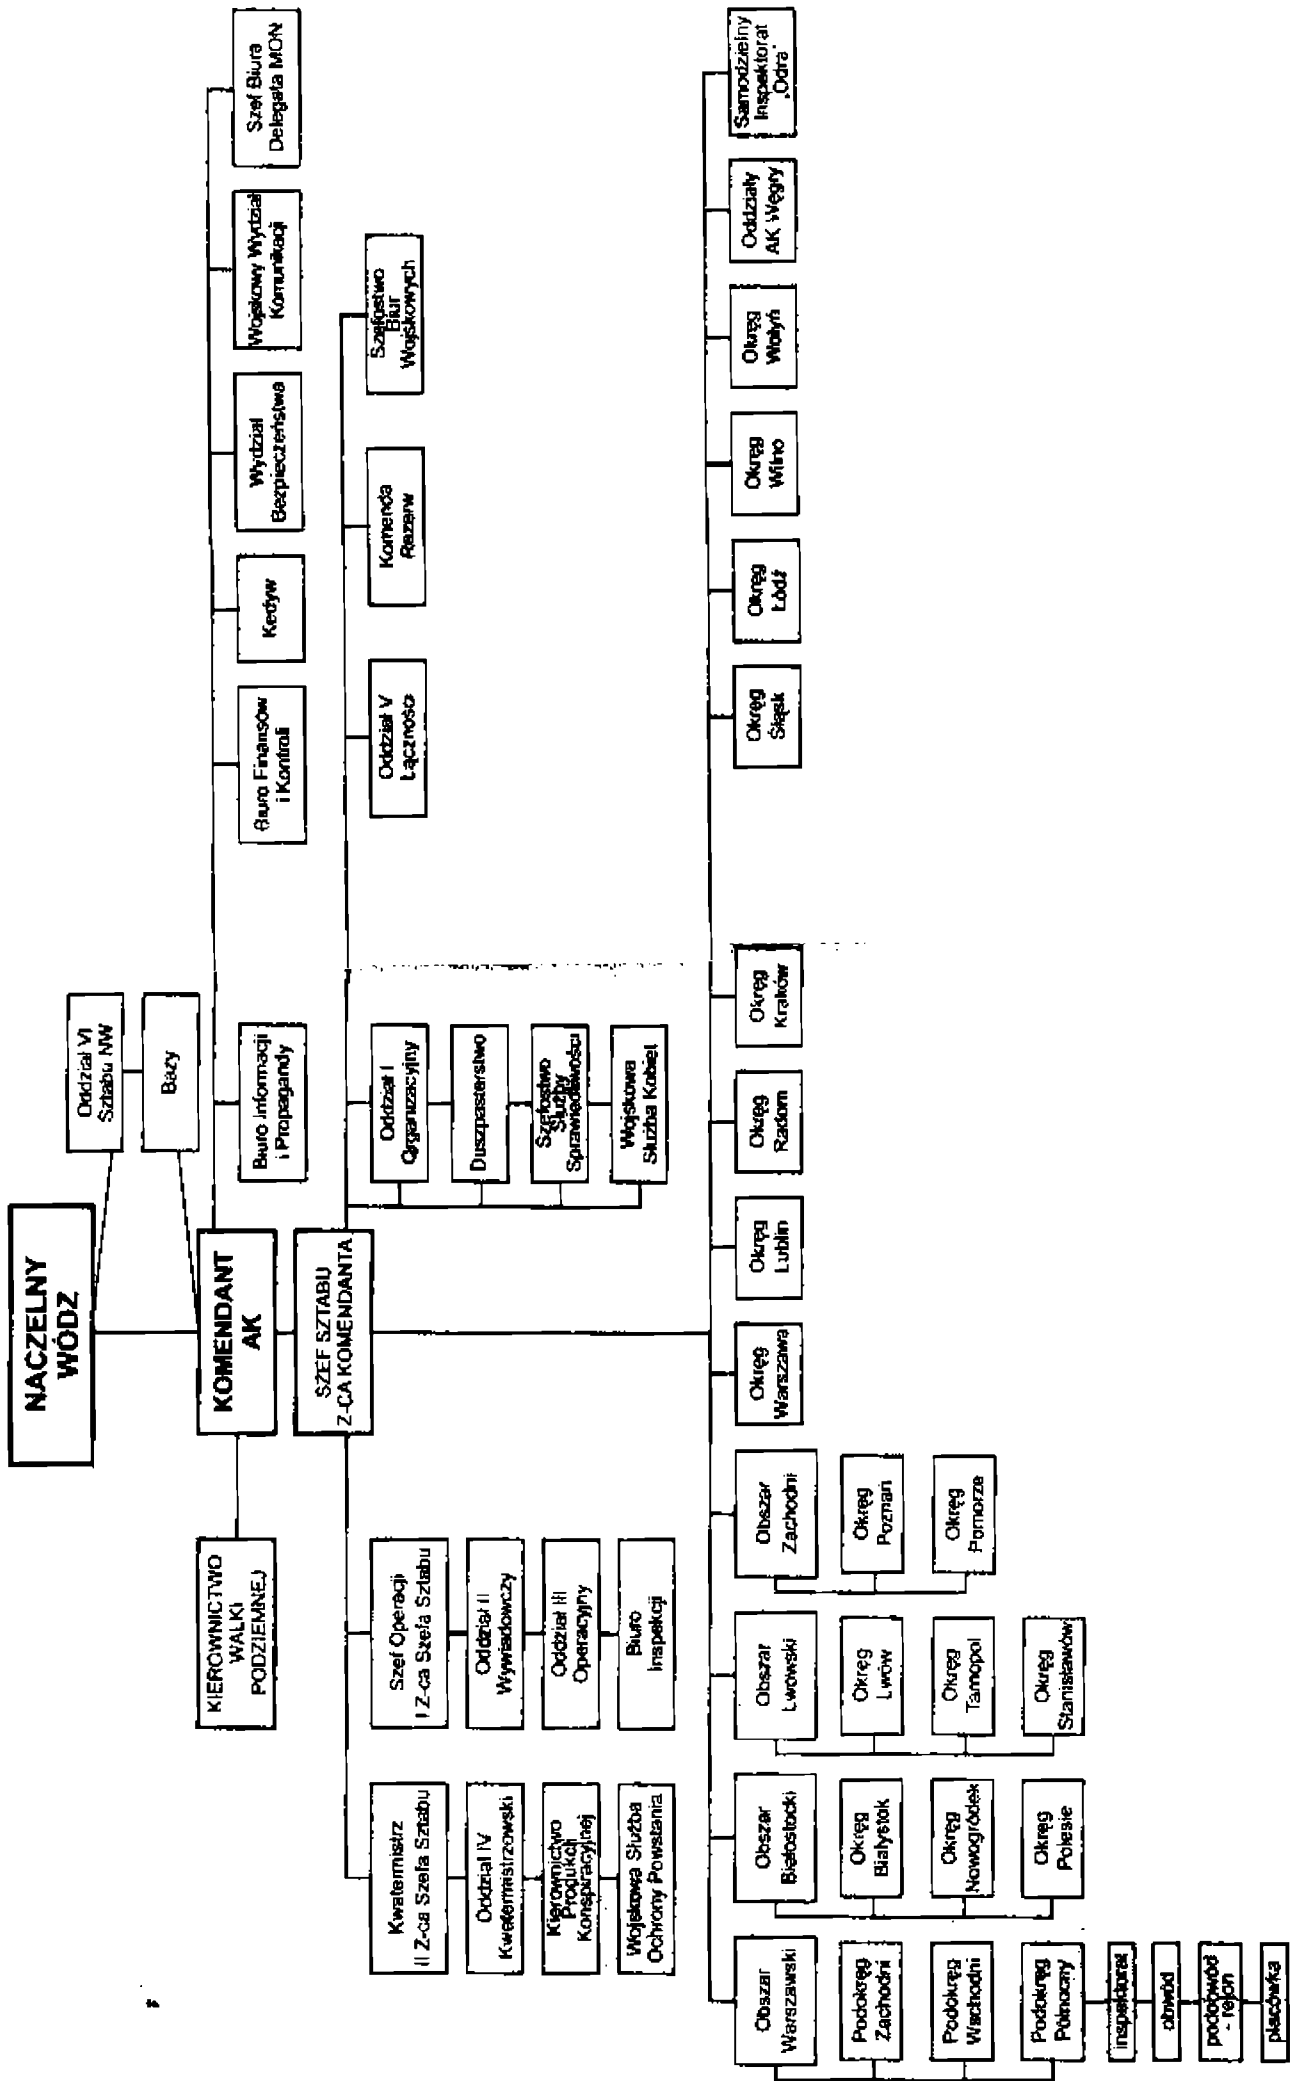 NACZELNY
WÓDZ
Oddział VI
Sztabu NW
Bazy
KIEROWNICTWO
WALKI
PODZIEMNEJ
KOMENDANT
AK
Biuro Informacji
i Propagandy
Biuro Finansów
i Kontroli
Kedyw
Wydział
Bezpieczeństwa
Wojskowy Wydział
Komunikacji
Szef Biura
Delegata MON
SZEF SZTABU
Z-CA KOMENDANTA
Kwatermistrz
II Z-ca Szefa Sztabu
Oddział IV
Kwatermistrzowski
Kierownictwo
Produkcji
Konspiracyjnej
Wojskowa Służba
Ochrony Powstania
Szef Operacji
I Z-ca Szefa Sztabu
Oddział II
Wywiadowczy
Oddział III
Operacyjny
Biuro
Inspekcji
Oddział I
Organizacyjny
Duszpasterstwo
Szefostwo
Służby
Sprawiedliwości
Wojskowa
Służba Kobiet
Oddział V
Łączności
Komenda
Rezerw
Szefostwo
Biur
Wojskowych
Obszar
Warszawski
Podokręg
Zachodni
Podokręg
Wschodni
Podokręg
Północny
inspektorat
obwód
podobwód
- rejon
placówka
Obszar
Białostocki
Okręg
Białystok
Okręg
Nowogródek
Okręg
Polesie
Obszar
Lwowski
Okręg
Lwów
Okręg
Tarnopol
Okręg
Stanisławów
Obszar
Zachodni
Okręg
Poznań
Okręg
Pomorze
Okręg
Warszawa
Okręg
Lublin
Okręg
Radom
Okręg
Kraków
Okręg
Śląsk
Okręg
Łódź
Okręg
Wilno
Okręg
Wołyń
Oddziały
AK Węgry
Samodzielny
Inspektorat
„Odra"